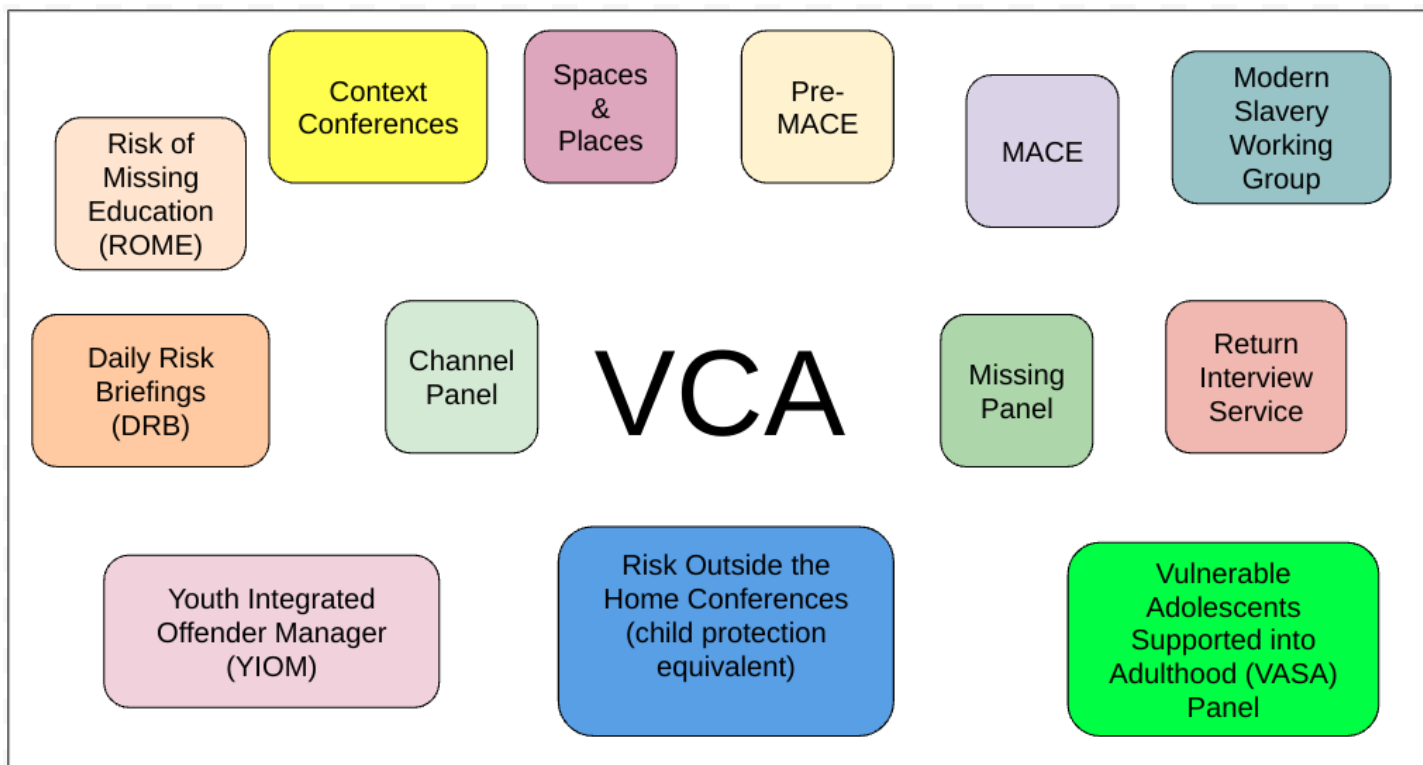 Context
Conferences
Spaces
&
Places
Pre-
MACE
MACE
Modern
Slavery
Working
Group
Risk of
Missing
Education
(ROME)
Daily Risk
Briefings
(DRB)
Channel
Panel
VCA
Missing
Panel
Return
Interview
Service
Youth Integrated
Offender Manager
(YIOM)
Risk Outside the
Home Conferences
(child protection
equivalent)
Vulnerable
Adolescents
Supported into
Adulthood (VASA)
Panel